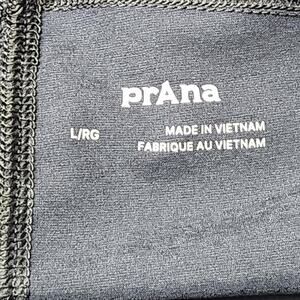 prAna
L/RG
MADE IN VIETNAM
FABRIQUE AU VIETNAM